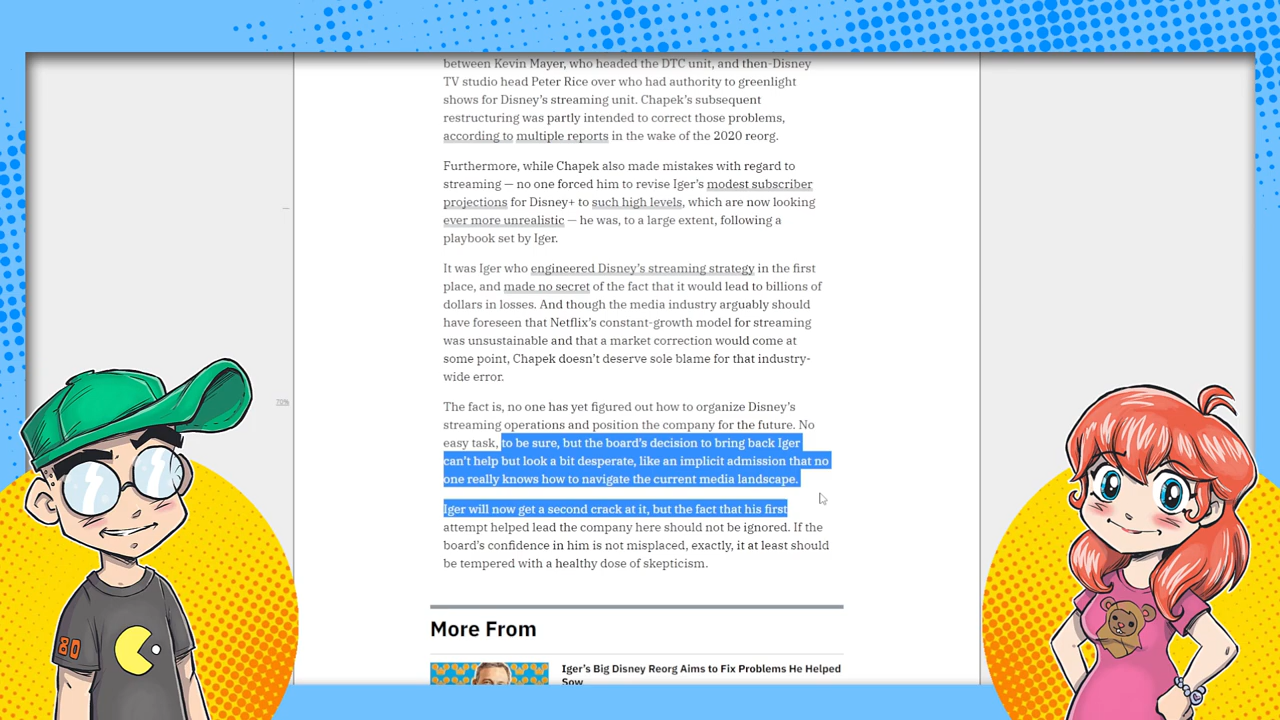 between Kevin Mayer, who headed the DTC unit, and then-Disney
TV studio head Peter Rice over who had authority to greenlight
shows for Disney's streaming unit. Chapek's subsequent
restructuring was partly intended to correct those problems,
according to multiple reports in the wake of the 2020 reorg.
Furthermore, while Chapek also made mistakes with regard to
streaming — no one forced him to revise Iger's modest subscriber
projections for Disney+ to such high levels, which are now looking
ever more unrealistic — he was, to a large extent, following a
playbook set by Iger.
It was Iger who engineered Disney's streaming strategy in the first
place, and made no secret of the fact that it would lead to billions of
dollars in losses. And though the media industry arguably should
have foreseen that Netflix's constant-growth model for streaming
was unsustainable and that a market correction would come at
some point, Chapek doesn't deserve sole blame for that industry-
wide error.
The fact is, no one has yet figured out how to organize Disney's
streaming operations and position the company for the future. No
easy task, to be sure, but the board's decision to bring back Iger
can't help but look a bit desperate, like an implicit admission that no
one really knows how to navigate the current media landscape.
Iger will now get a second crack at it, but the fact that his first
attempt helped lead the company here should not be ignored. If the
board's confidence in him is not misplaced, exactly, it at least should
be tempered with a healthy dose of skepticism.
More From
Iger's Big Disney Reorg Aims to Fix Problems He Helped
Sow
80